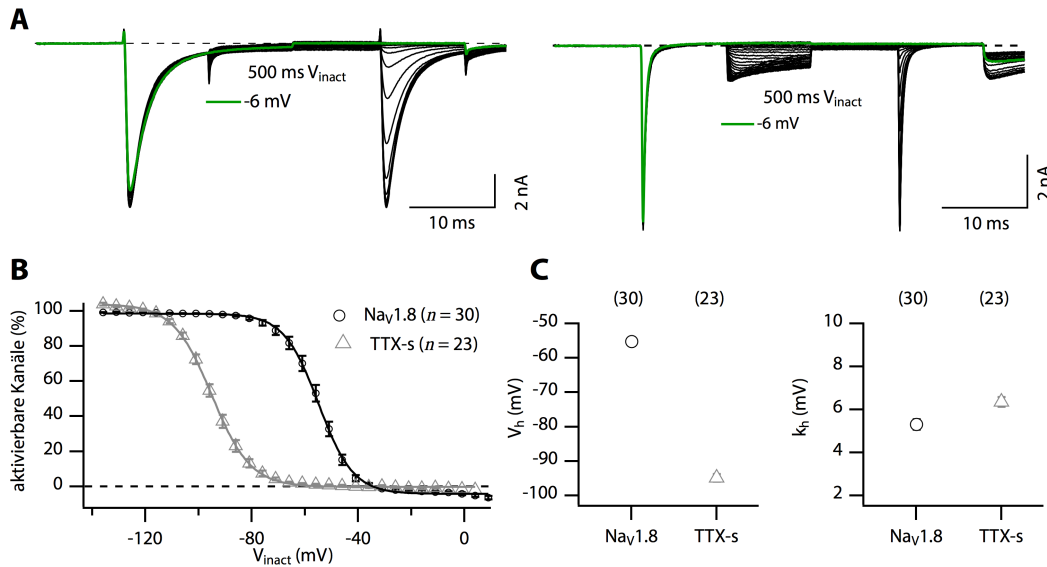 A
500 ms Vinact
-6 mV
10 ms
2 nA
500 ms Vinact
-6 mV
10 ms
2 nA
B
aktivierbare Kanäle (%)
100
80
60
40
20
0
-120
-80
-40
0
Vinact (mV)
NaV1.8 (n = 30)
TTX-s (n = 23)
C
(30)
(23)
Vh (mV)
-50
-60
-70
-80
-90
-100
NaV1.8
TTX-s
(30)
(23)
kh (mV)
10
8
6
4
2
NaV1.8
TTX-s